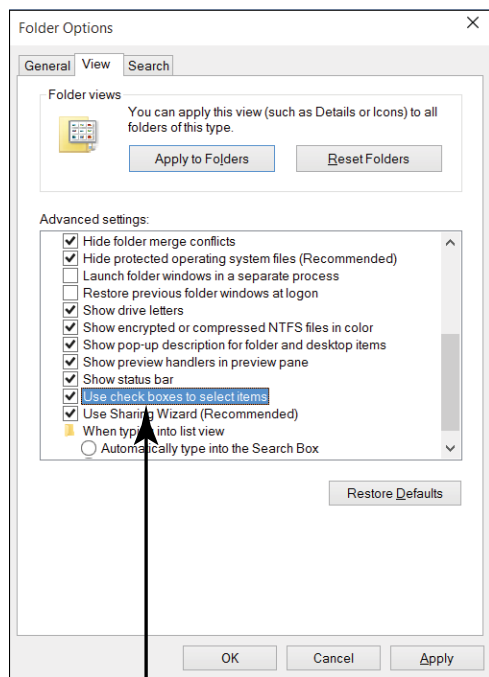 Folder Options
General View Search
Folder views
You can apply this view (such as Details or Icons) to all
folders of this type.
Apply to Folders Reset Folders
Advanced settings:
Hide folder merge conflicts
Hide protected operating system files (Recommended)
Launch folder windows in a separate process
Restore previous folder windows at logon
Show drive letters
Show encrypted or compressed NTFS files in color
Show pop-up description for folder and desktop items
Show preview handlers in preview pane
Show status bar
Use check boxes to select items
Use Sharing Wizard (Recommended)
When typing into list view
Automatically type into the Search Box
Restore Defaults
OK Cancel Apply